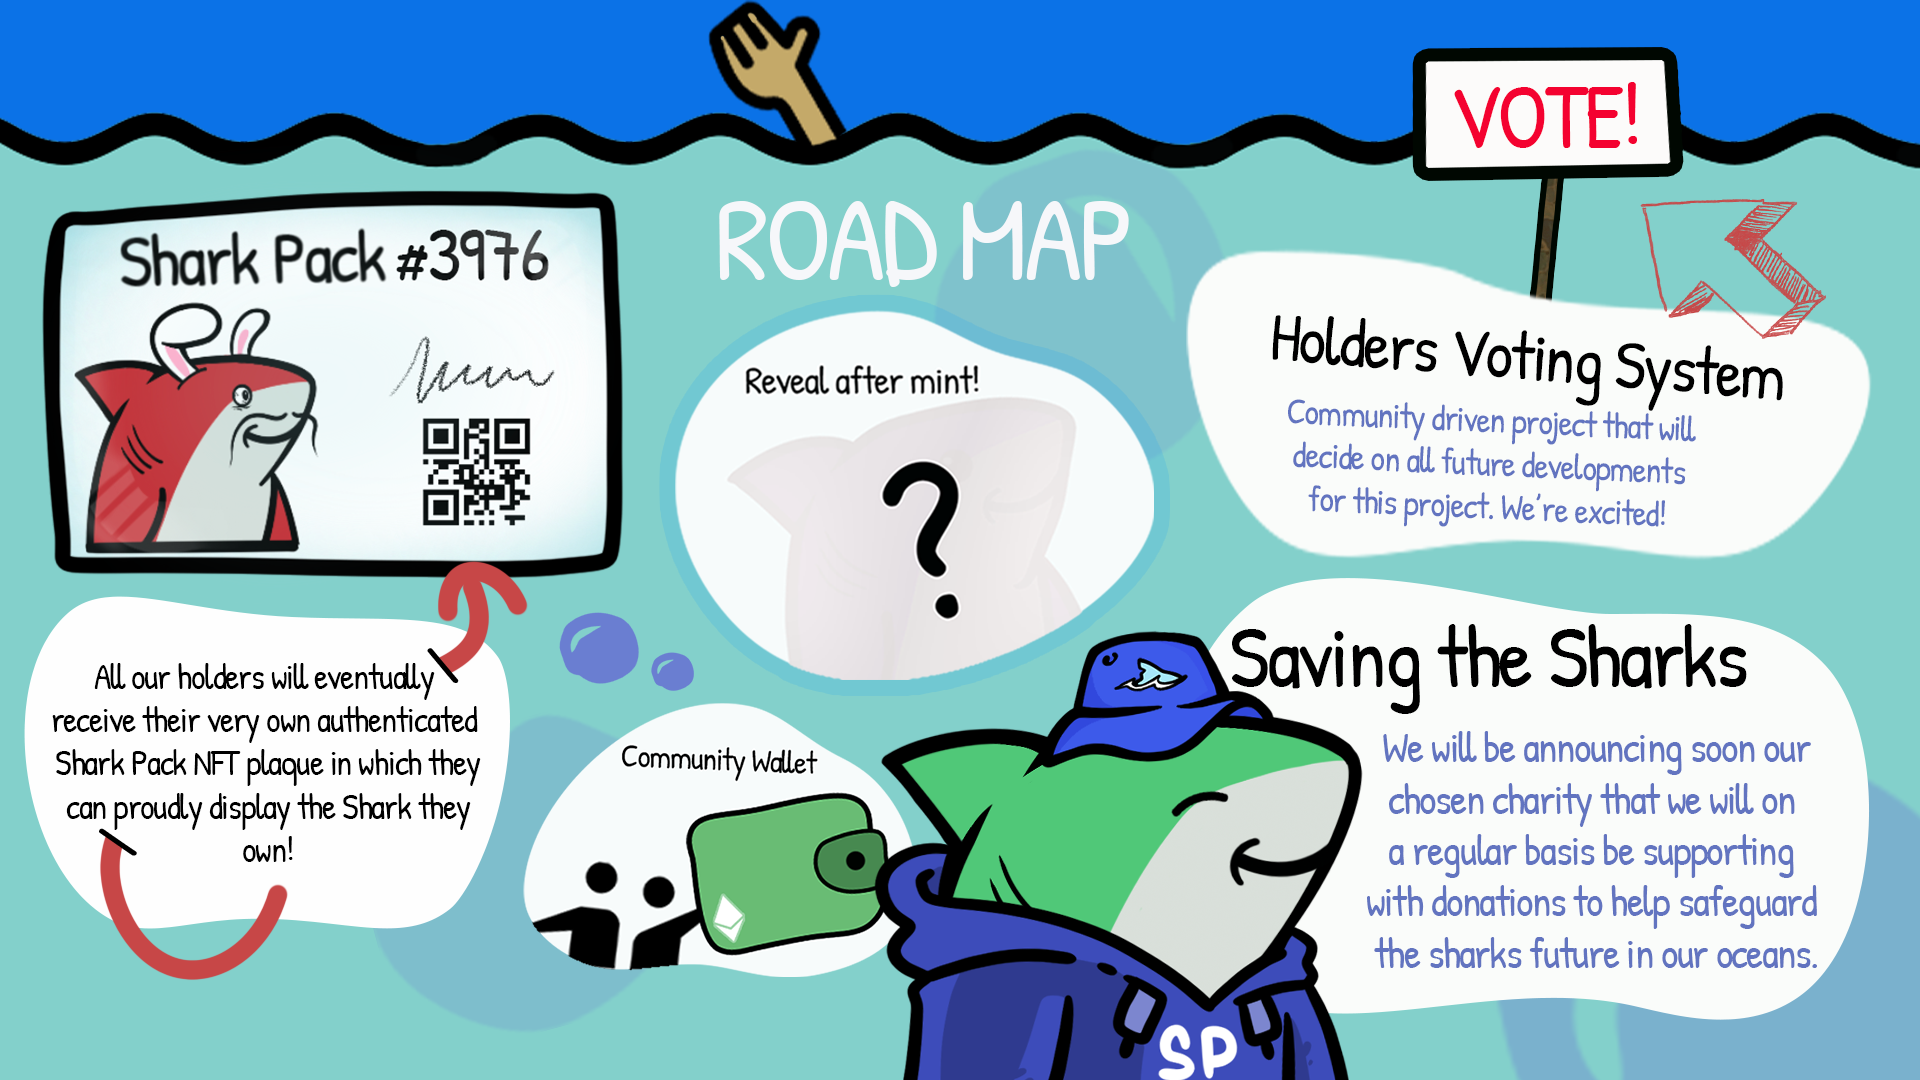 VOTE!
ROAD MAP
Shark Pack #3976
Reveal after mint!
Holders Voting System
Community driven project that will
decide on all future developments
for this project. We're excited!
All our holders will eventually
receive their very own authenticated
Shark Pack NFT plaque in which they
can proudly display the Shark they
own!
Community Wallet
Saving the Sharks
We will be announcing soon our
chosen charity that we will on
a regular basis be supporting
with donations to help safeguard
the sharks future in our oceans.
SP